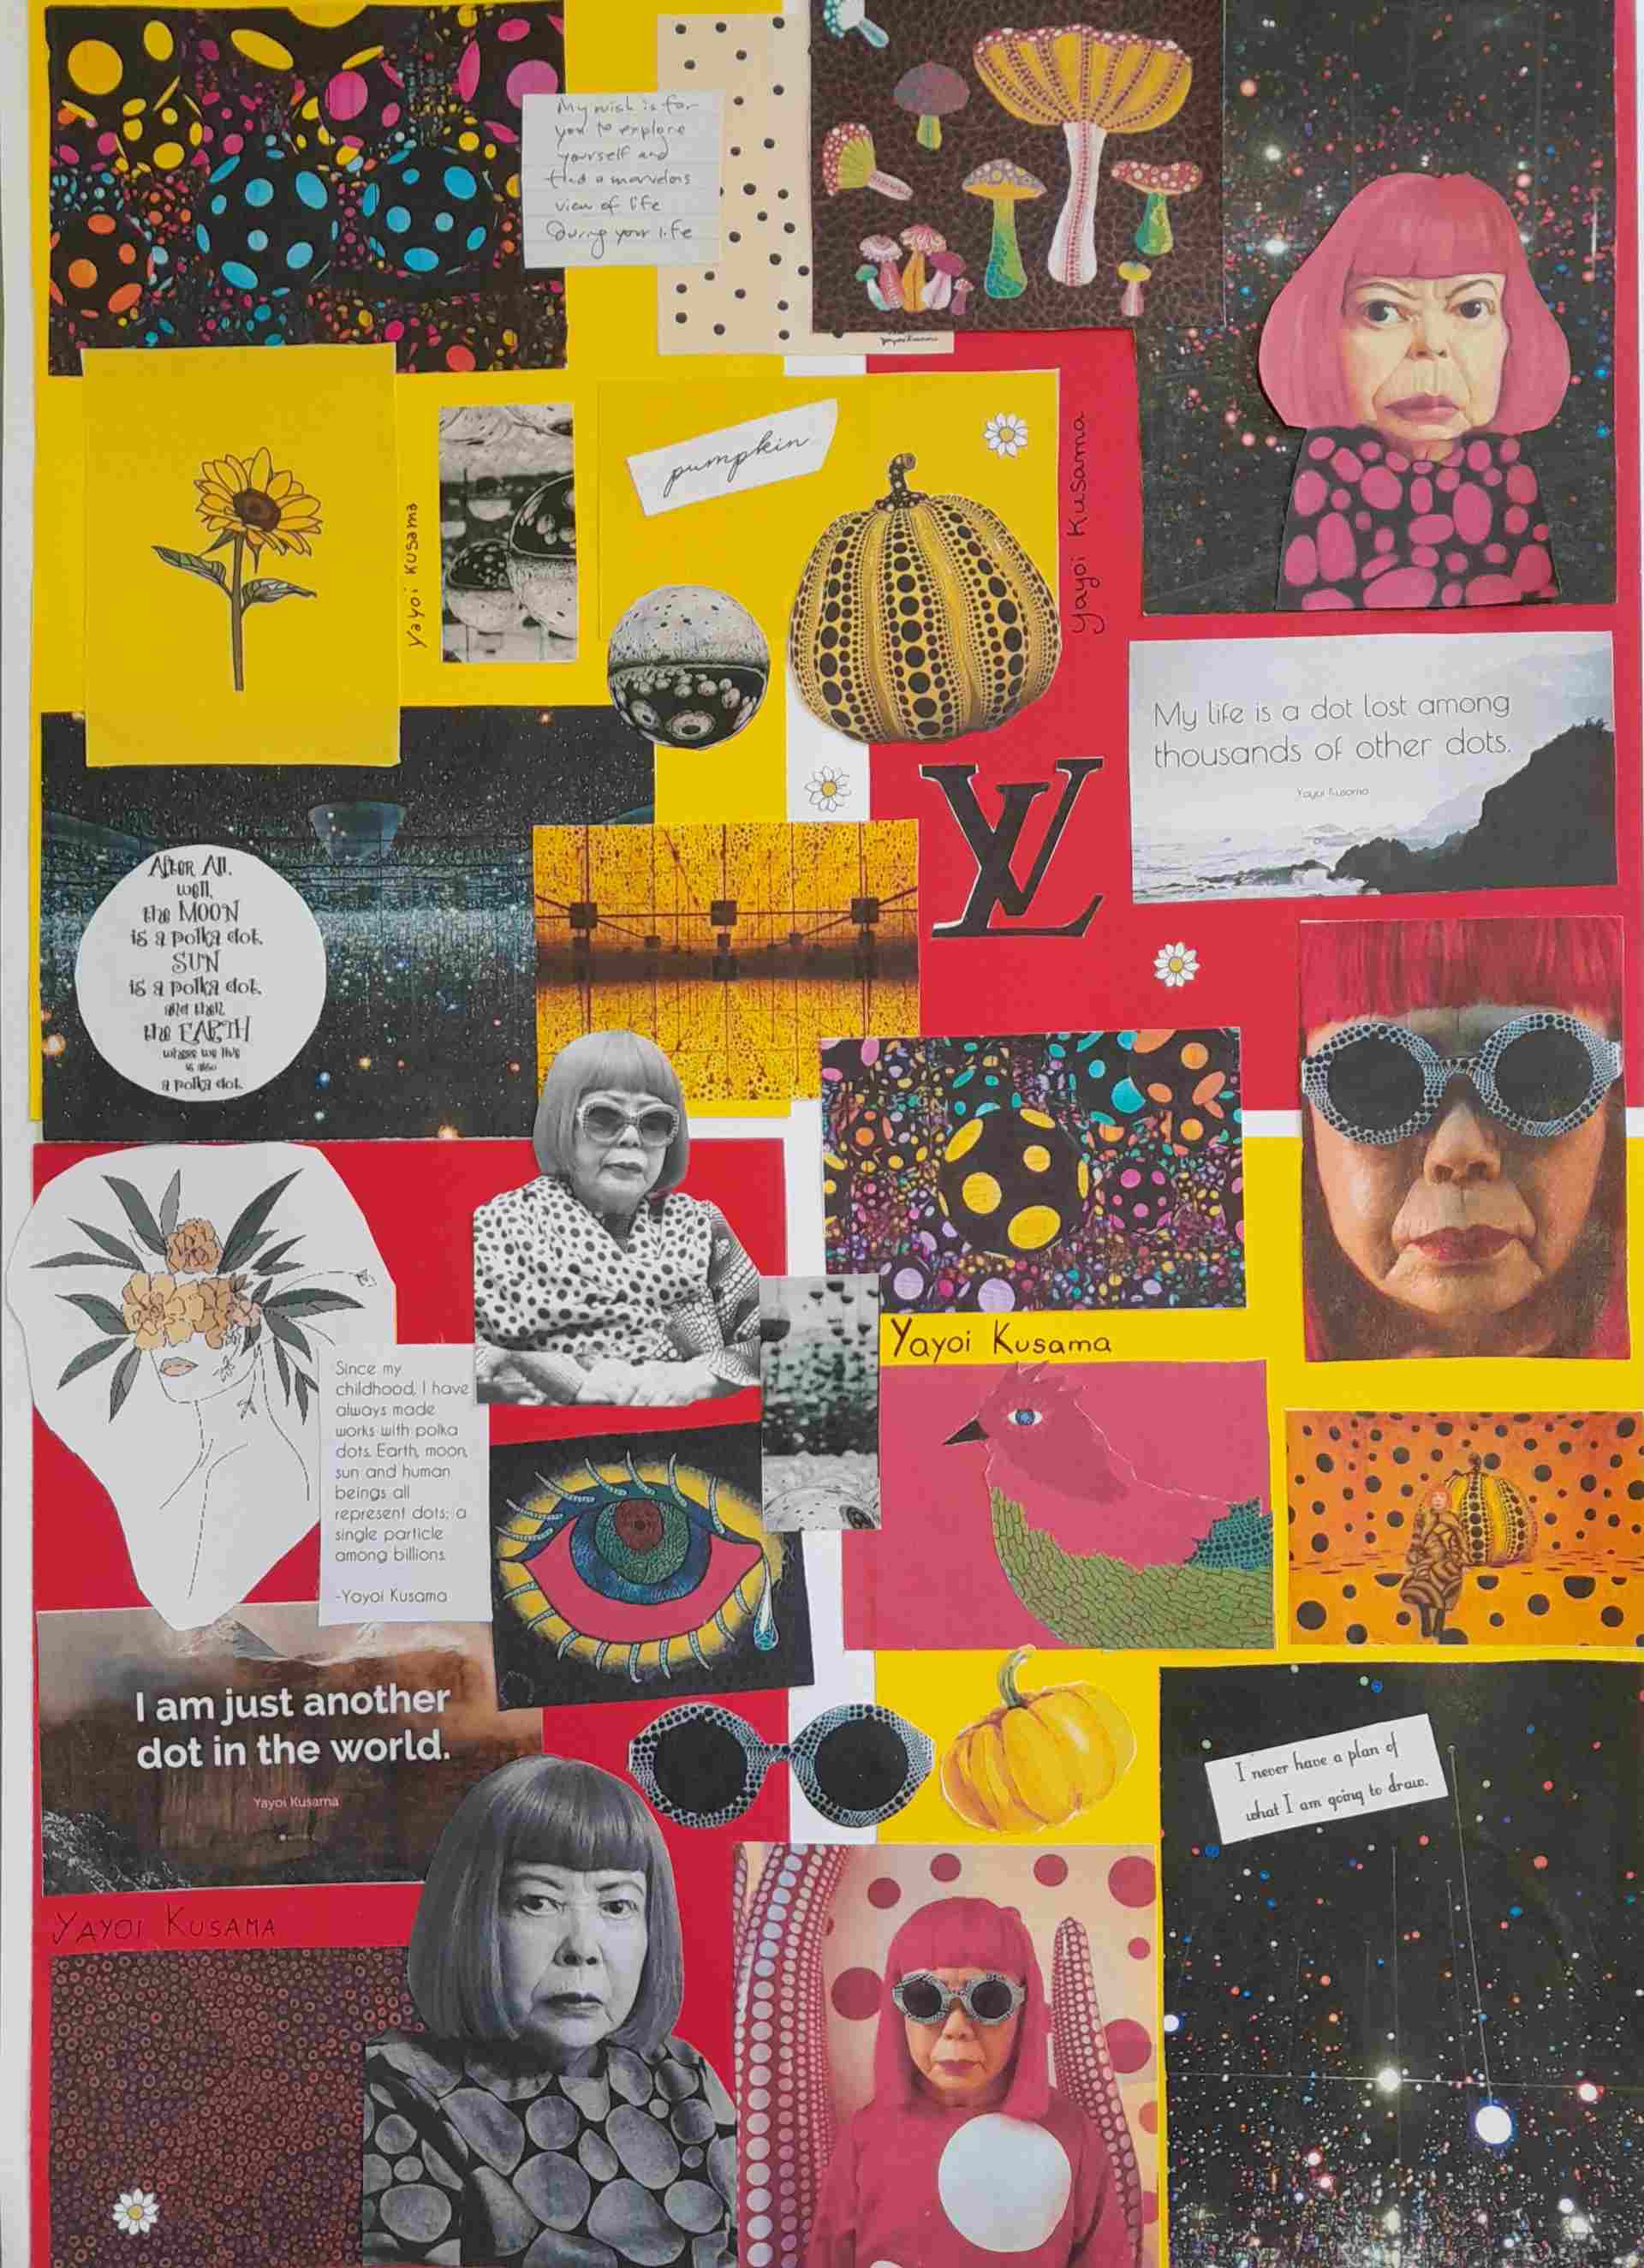 My wish is for
you to explore
yourself and
find a marvelous
view of life
During your life
Yayoi Kusama
pumpkin
Yayoi Kusama
Yayoi Kusama
My life is a dot lost among
thousands of other dots.
Yayoi Kusama
LV
After All.
well,
the MOON
is a polka dot.
SUN
is a polka dot.
and then
the EARTH
where we live
is also
a polka dot.
Yayoi Kusama
Since my
childhood, I have
always made
works with polka
dots. Earth, moon,
sun and human
beings all
represent dots; a
single particle
among billions.
-Yayoi Kusama
I am just another
dot in the world.
Yayoi Kusama
I never have a plan of
what I am going to draw.
YAYOI KUSAMA